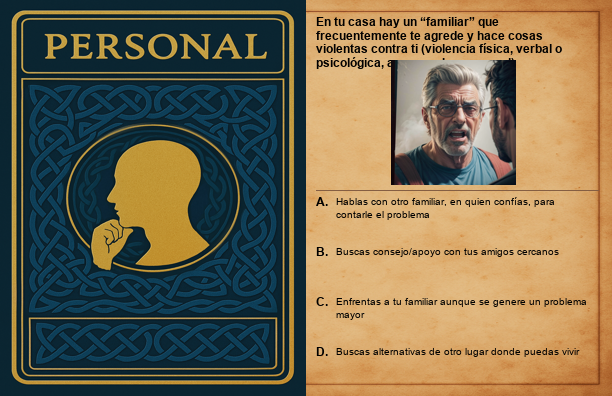 PERSONAL
En tu casa hay un “familiar” que
frecuentemente te agrede y hace cosas
violentas contra ti (violencia física, verbal o
psicológica,
A. Hablas con otro familiar, en quien confías, para
contarle el problema
B. Buscas consejo/apoyo con tus amigos cercanos
C. Enfrentas a tu familiar aunque se genere un problema
mayor
D. Buscas alternativas de otro lugar donde puedas vivir